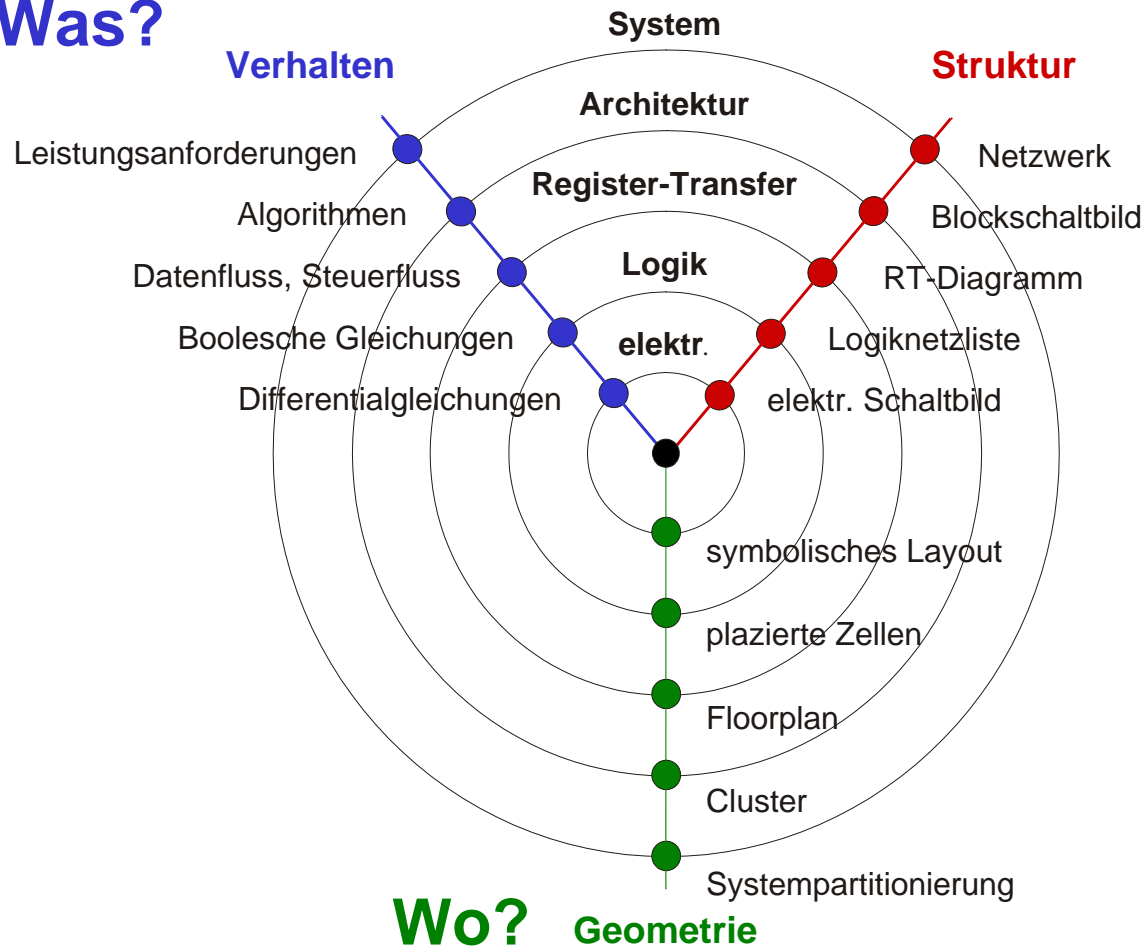 Was?
System
Verhalten
Struktur
Architektur
Leistungsanforderungen
Netzwerk
Register-Transfer
Algorithmen
Blockschaltbild
Logik
Datenfluss, Steuerfluss
RT-Diagramm
Boolesche Gleichungen
elektr.
Logiknetzliste
Differentialgleichungen
elektr. Schaltbild
symbolisches Layout
plazierte Zellen
Floorplan
Cluster
Systempartitionierung
Wo?
Geometrie